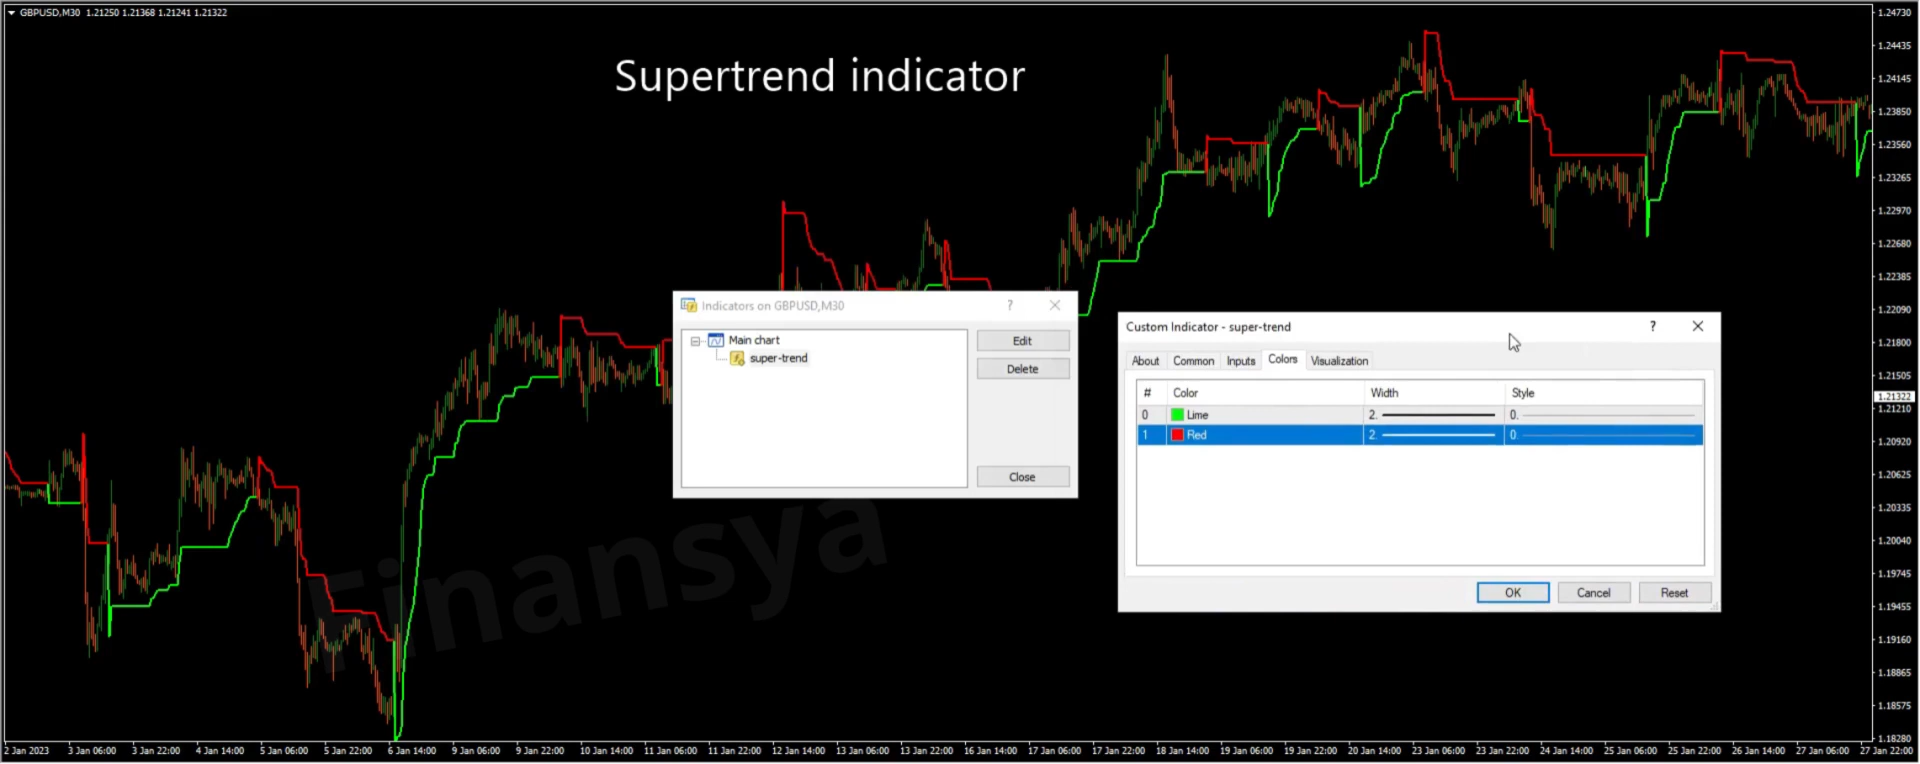 GBPUSD,M30 1.21250 1.21368 1.21241 1.21322
Supertrend indicator
1.24730
1.24435
1.24145
1.23850
1.23560
1.23265
1.22970
1.22680
1.22385
1.22090
1.21800
1.21505
1.21322
1.21210
1.20920
1.20625
1.20335
1.20040
1.19745
1.19455
1.19160
1.18865
1.18575
1.18280
Indicators on GBPUSD,M30 ?
Main chart
super-trend
Edit
Delete
Close
Custom Indicator - super-trend ?
About Common Inputs Colors Visualization
# Color Width Style
0 Lime 2. 0.
1 Red 2. 0.
OK Cancel Reset
Finansya
2 Jan 2023 3 Jan 06:00 3 Jan 22:00 4 Jan 14:00 5 Jan 06:00 5 Jan 22:00 6 Jan 14:00 9 Jan 06:00 9 Jan 22:00 10 Jan 14:00 11 Jan 06:00 11 Jan 22:00 12 Jan 14:00 13 Jan 06:00 13 Jan 22:00 16 Jan 14:00 17 Jan 06:00 17 Jan 22:00 18 Jan 14:00 19 Jan 06:00 19 Jan 22:00 20 Jan 14:00 23 Jan 06:00 23 Jan 22:00 24 Jan 14:00 25 Jan 06:00 25 Jan 22:00 26 Jan 14:00 27 Jan 06:00 27 Jan 22:00